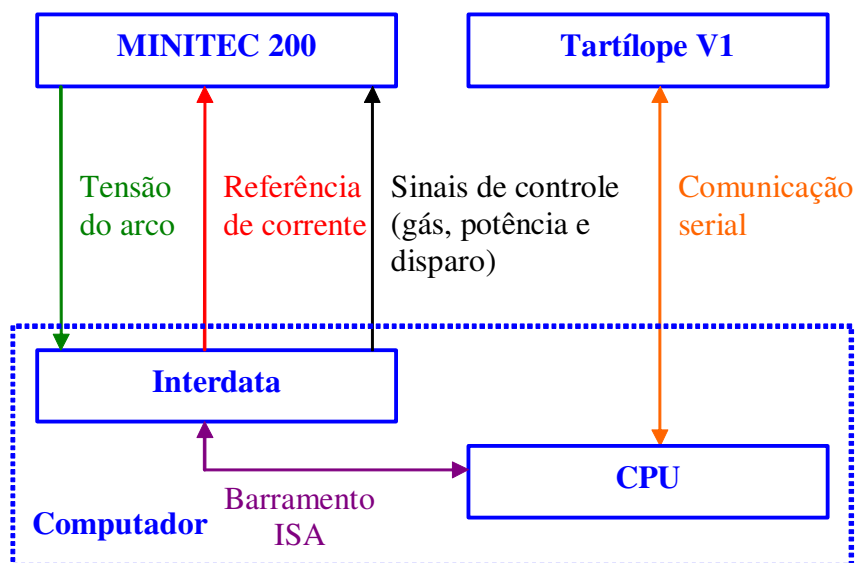 MINITEC 200
Tartílope V1
Tensão
do arco
Referência
de corrente
Sinais de controle
(gás, potência e
disparo)
Comunicação
serial
Interdata
CPU
Barramento
ISA
Computador